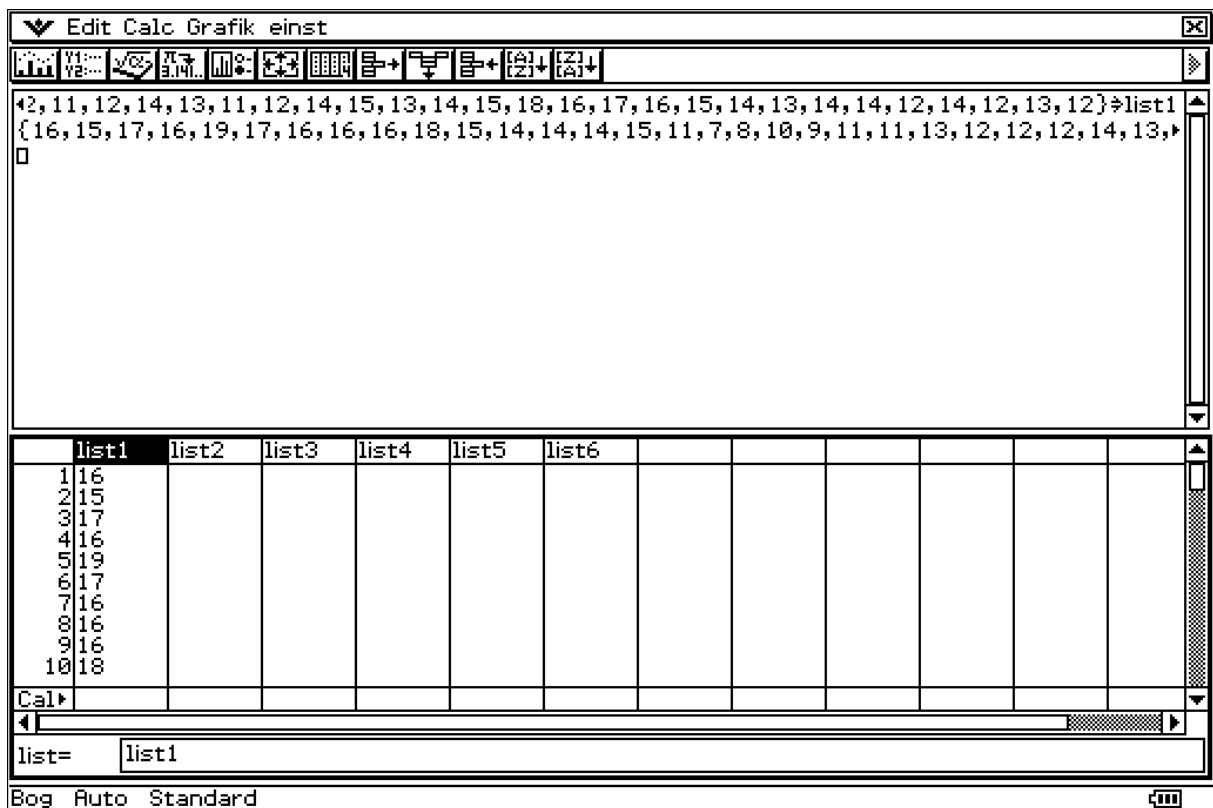 Edit Calc Grafik einst
2,11,12,14,13,11,12,14,15,13,14,15,18,16,17,16,15,14,13,14,14,12,14,12,13,12}⇒list1
{16,15,17,16,19,17,16,16,16,18,15,14,14,14,15,11,7,8,10,9,11,11,13,12,12,12,14,13,
list1 list2 list3 list4 list5 list6
1 16
2 15
3 17
4 16
5 19
6 17
7 16
8 16
9 16
10 18
Cal
list= list1
Bog Auto Standard